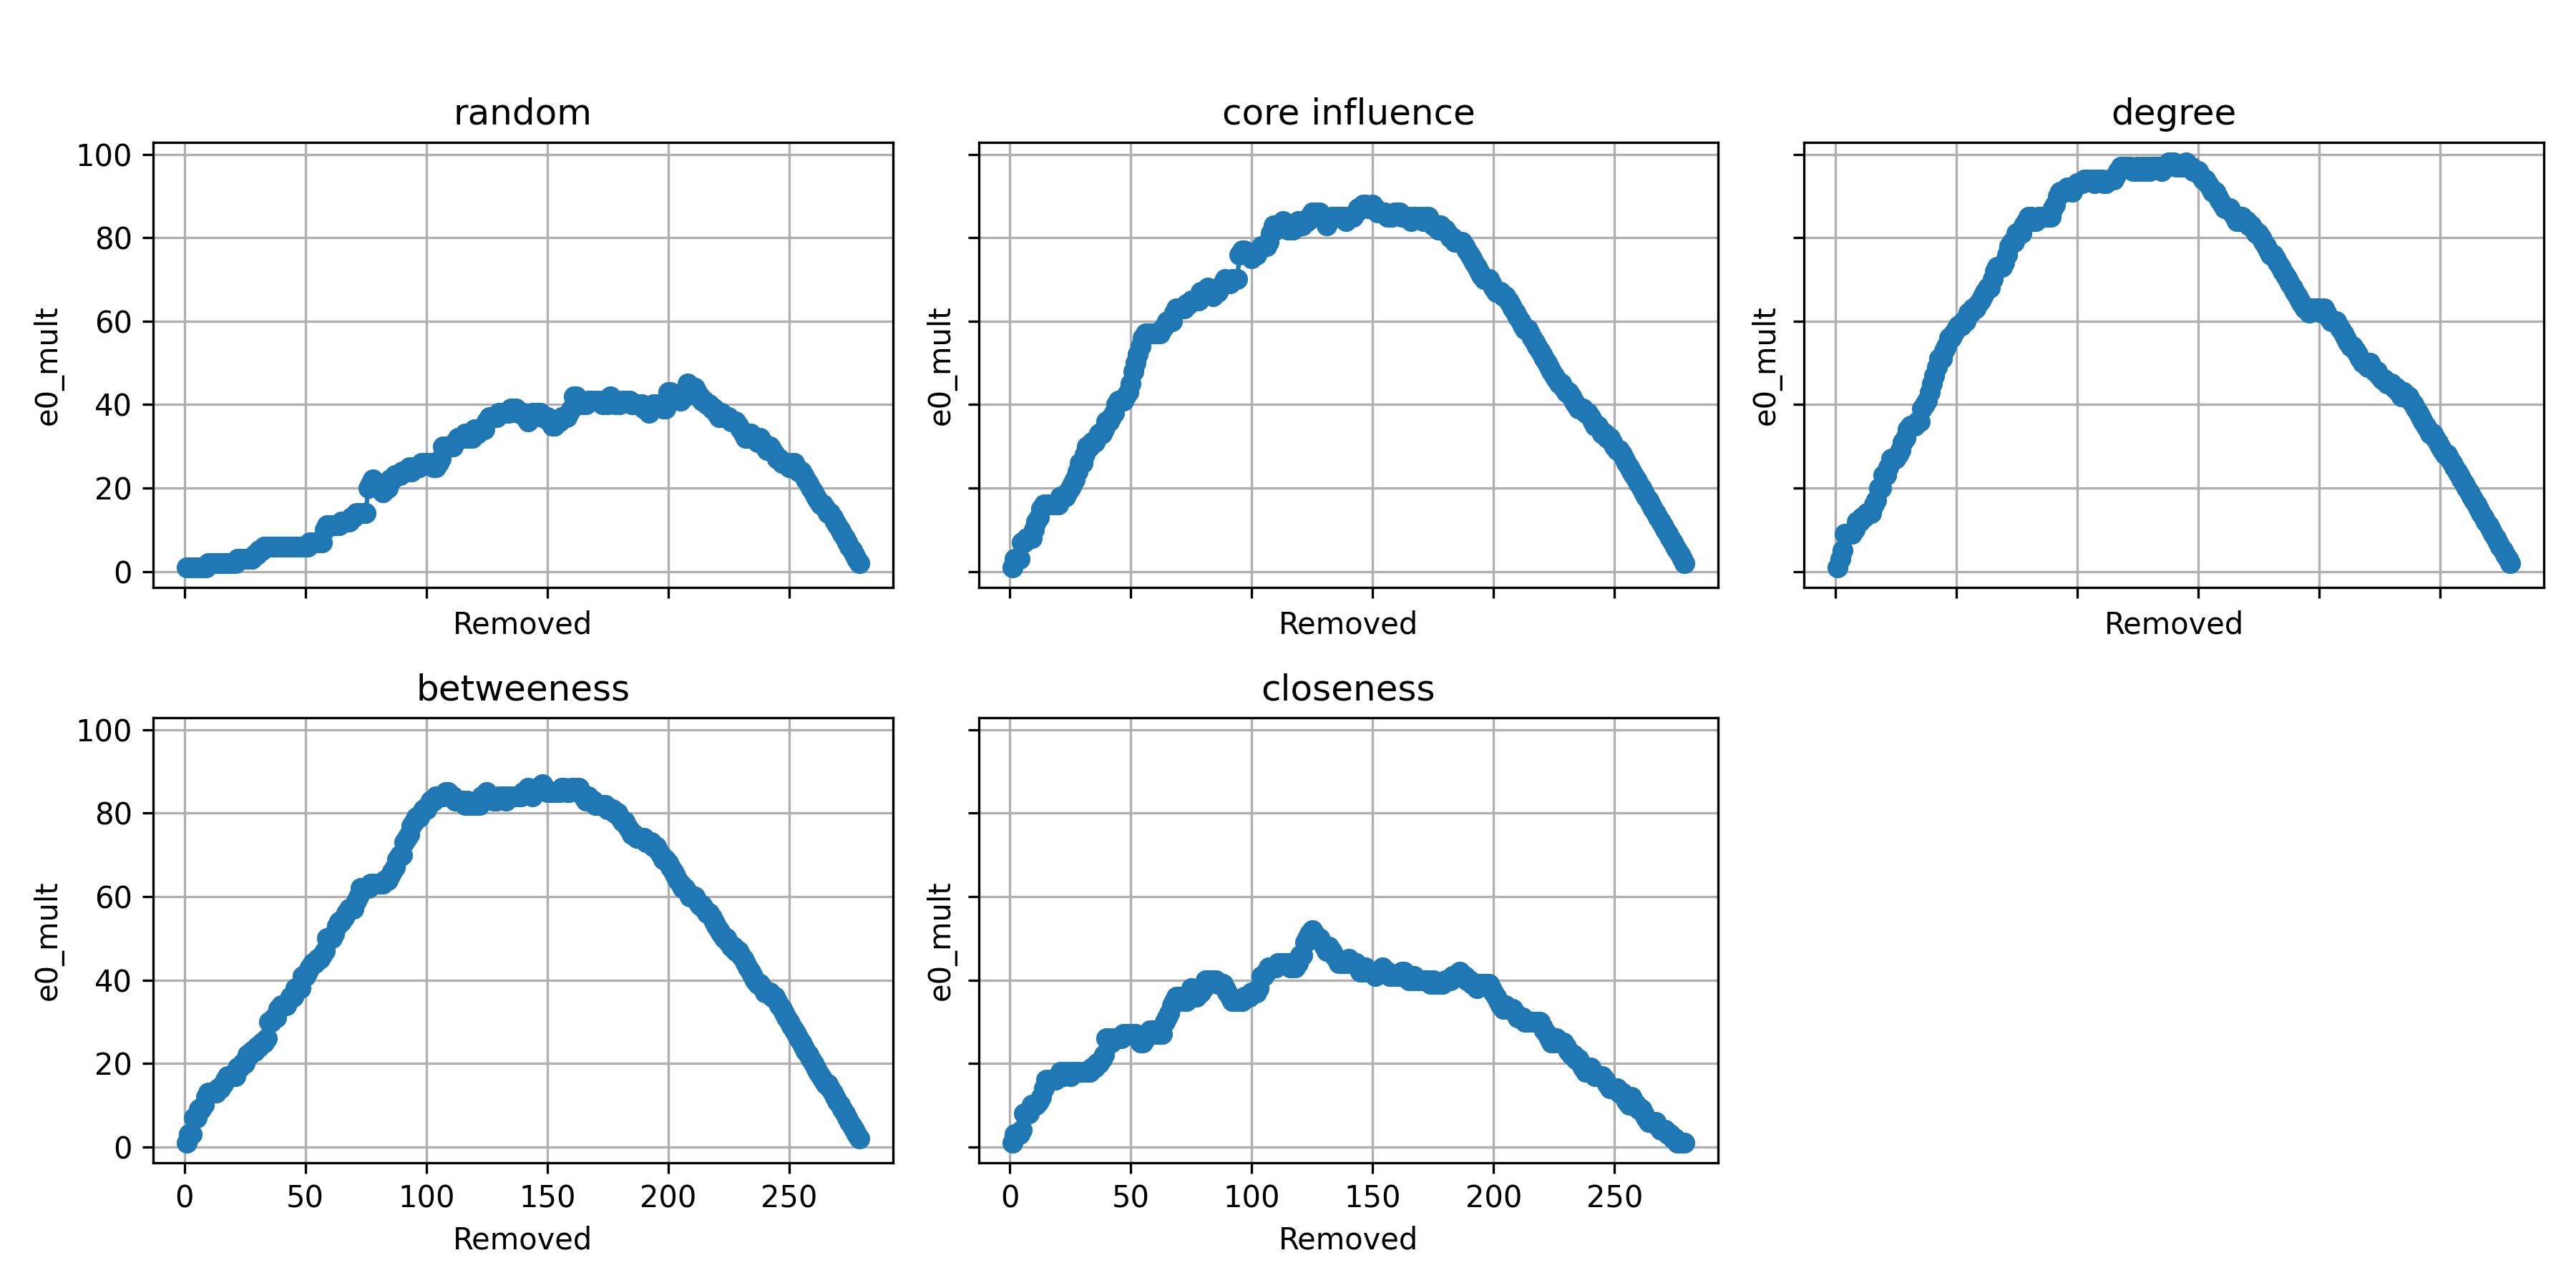 random
core influence
degree
100
80
60
40
20
0
e0_mult
e0_mult
e0_mult
Removed
Removed
Removed
betweeness
closeness
100
80
60
40
20
0
e0_mult
e0_mult
0 50 100 150 200 250
0 50 100 150 200 250
Removed
Removed